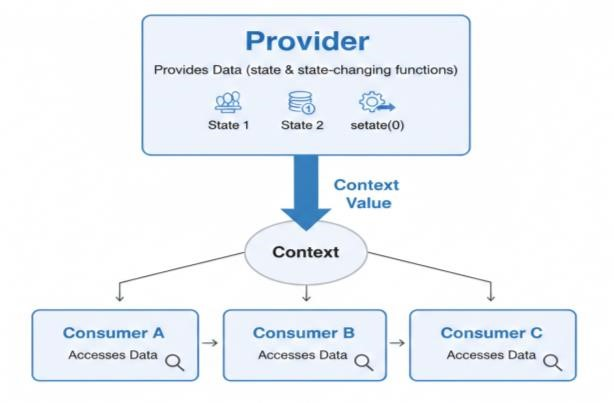 Provider
Provides Data (state & state-changing functions)
1
State 1 State 2 setate(0)
Context
Value
Context
Consumer A Consumer B Consumer C
Accesses Data Accesses Data Accesses Data